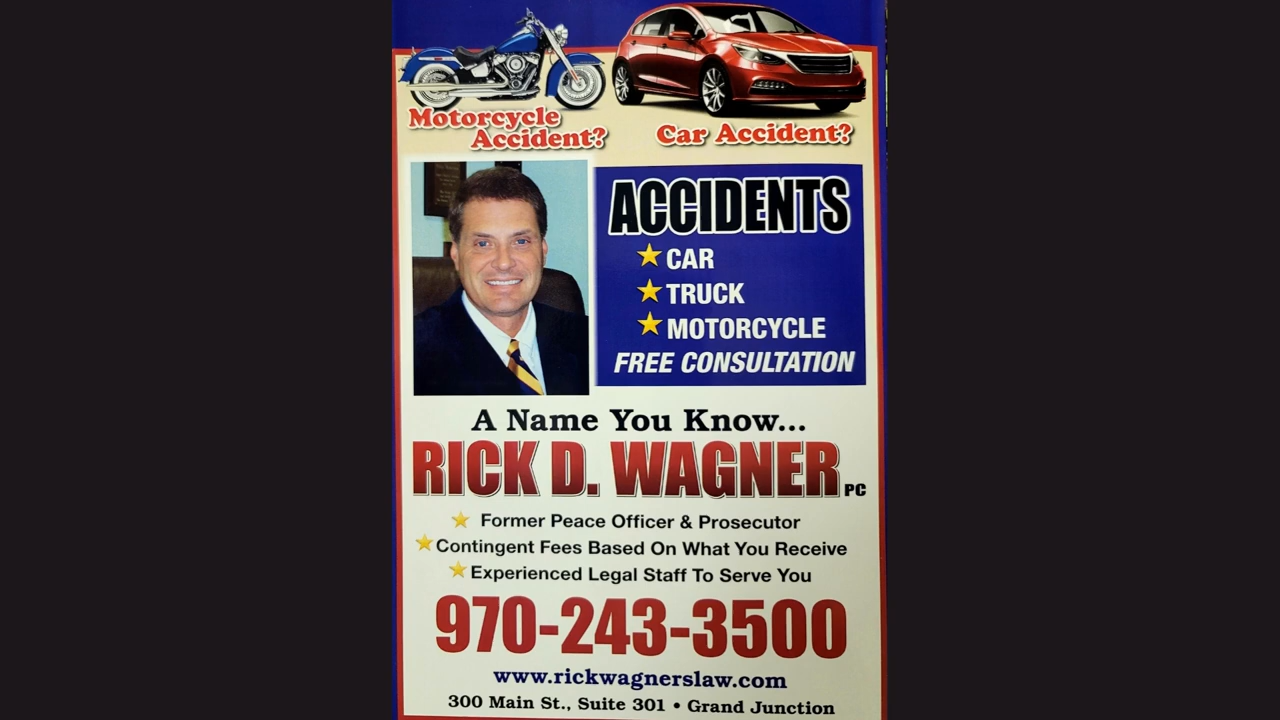 Motorcycle
Accident?
Car Accident?
ACCIDENTS
CAR
TRUCK
MOTORCYCLE
FREE CONSULTATION
A Name You Know...
RICK D. WAGNER PC
Former Peace Officer & Prosecutor
Contingent Fees Based On What You Receive
Experienced Legal Staff To Serve You
970-243-3500
www.rickwagnerslaw.com
300 Main St., Suite 301 • Grand Junction